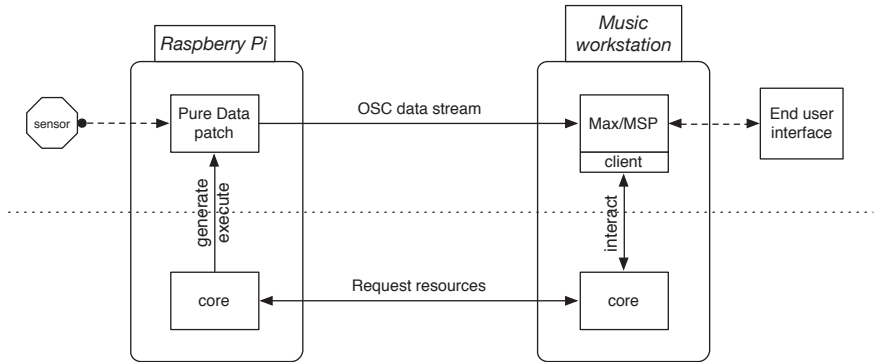 Raspberry Pi
Music
workstation
sensor
Pure Data
patch
OSC data stream
Max/MSP
client
End user
interface
generate
execute
interact
core
Request resources
core